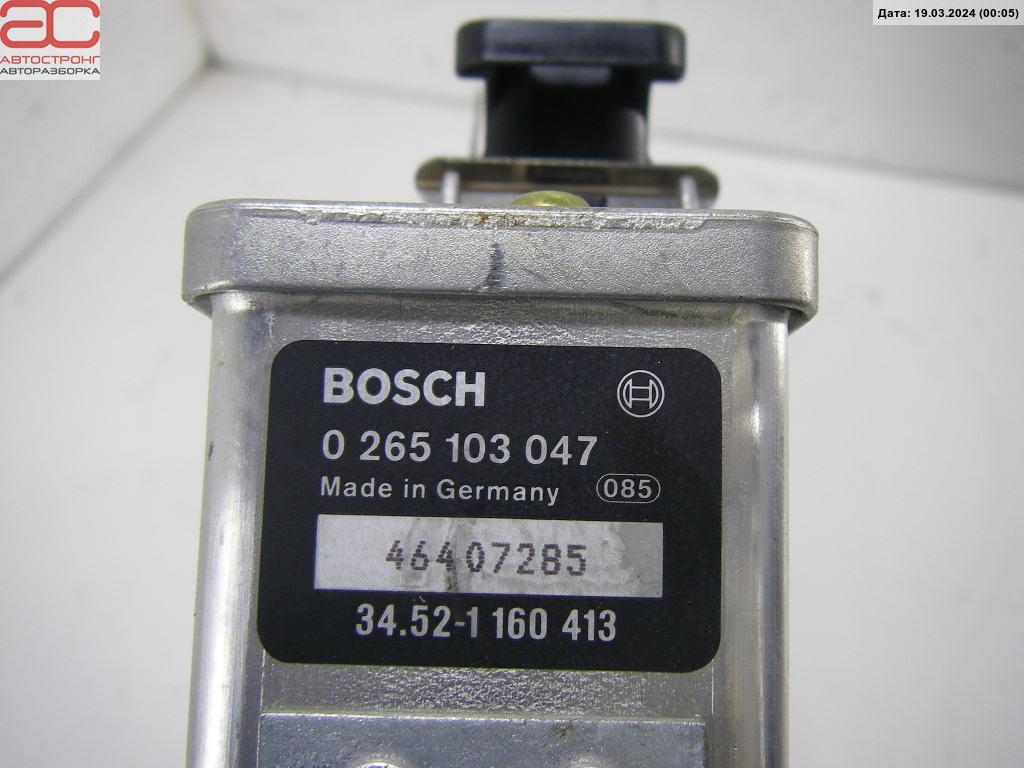 АВТОСТРОНГ
АВТОРАЗБОРКА
Дата: 19.03.2024 (00:05)
BOSCH
0 265 103 047
Made in Germany 085
46407285
34.52-1 160 413